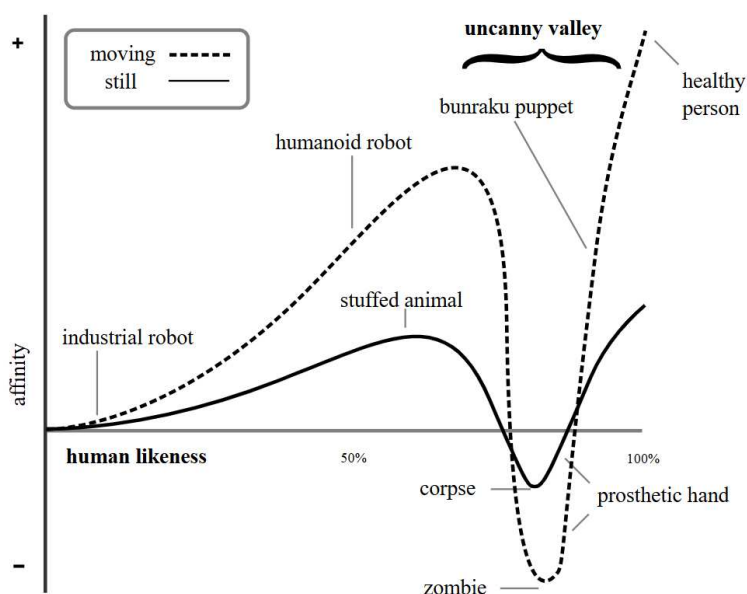 +
uncanny valley
moving
still
healthy
person
bunraku puppet
humanoid robot
stuffed animal
industrial robot
affinity
human likeness
50%
100%
corpse
prosthetic hand
–
zombie